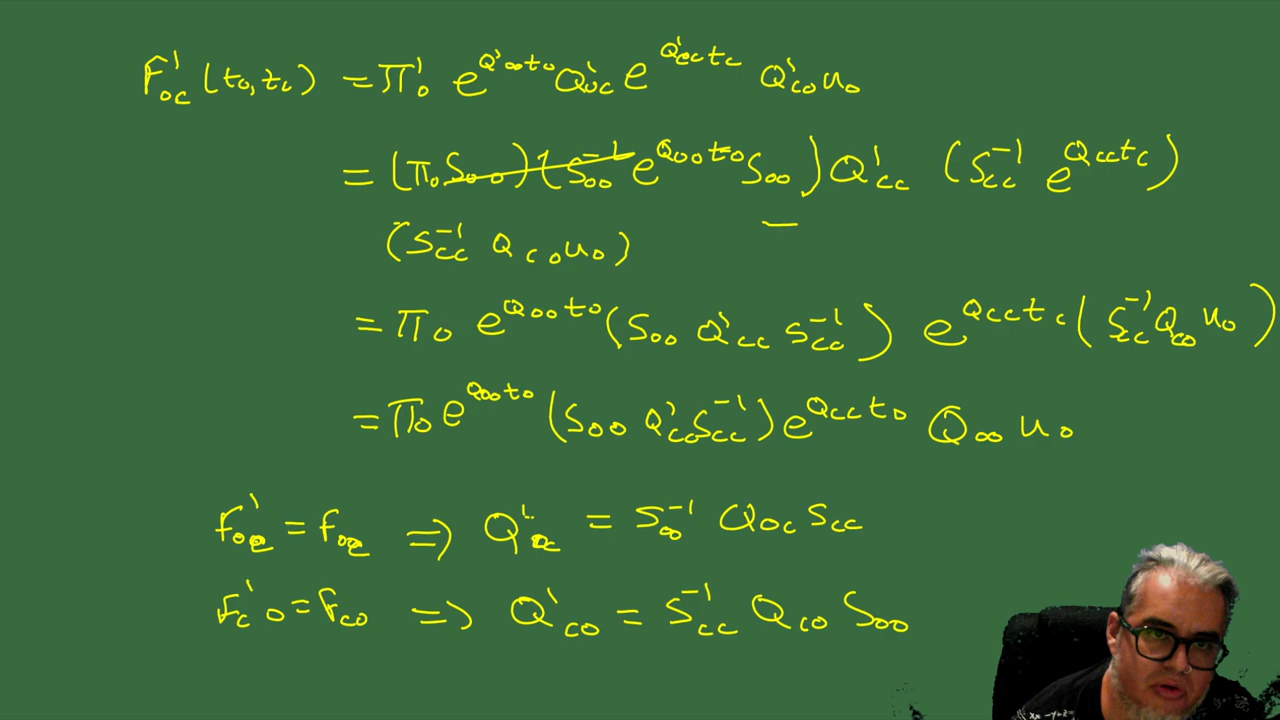 F'oc (to, tc) = π'o e^{Q'oo to} Q'oc e^{Q'cc tc} Q'co uo
= (πo Soo) (Soo^{-1} e^{Qoo to} Soo) Q'cc (Scc^{-1} e^{Qcc tc})
(Scc^{-1} Qco uo)
= πo e^{Qoo to} (Soo Q'cc Scc^{-1}) e^{Qcc tc} (Scc^{-1} Qco uo)
= πo e^{Qoo to} (Soo Q'co Scc^{-1}) e^{Qcc to} Qoo uo
F'oc = Foc => Q'oc = Soo^{-1} Qoc Scc
F'co = Fco => Q'co = Scc^{-1} Qco Soo